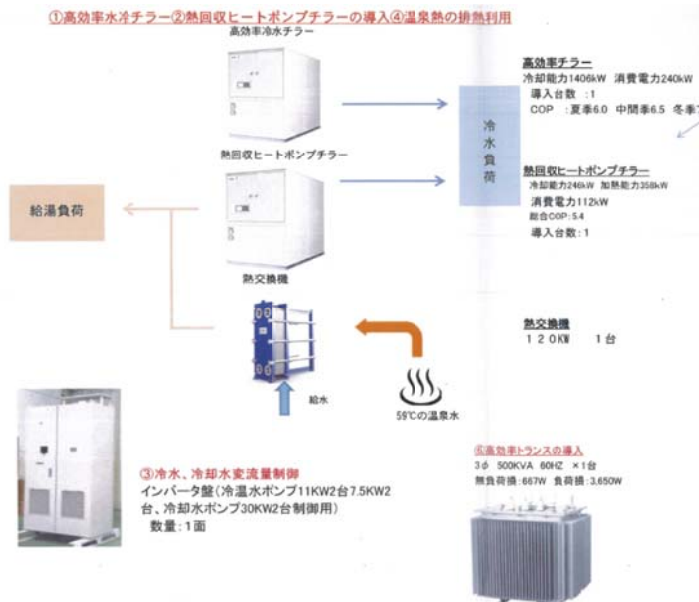 ①高効率水冷チラー②熱回収ヒートポンプチラーの導入④温泉熱の排熱利用
高効率冷水チラー
高効率チラー
冷却能力1406kW 消費電力240kW
導入台数 :1
COP :夏季6.0 中間季6.5 冬季
冷水負荷
熱回収ヒートポンプチラー
熱回収ヒートポンプチラー
冷却能力246kW 加熱能力358kW
消費電力112kW
総合COP:5.4
導入台数:1
給湯負荷
熱交換機
熱交換機
120KW 1台
給水
59℃の温泉水
③冷水、冷却水変流量制御
インバータ盤(冷温水ポンプ11KW2台7.5KW2
台、冷却水ポンプ30KW2台制御用)
数量:1面
⑥高効率トランスの導入
3φ 500KVA 60HZ ×1台
無負荷損:667W 負荷損:3,650W